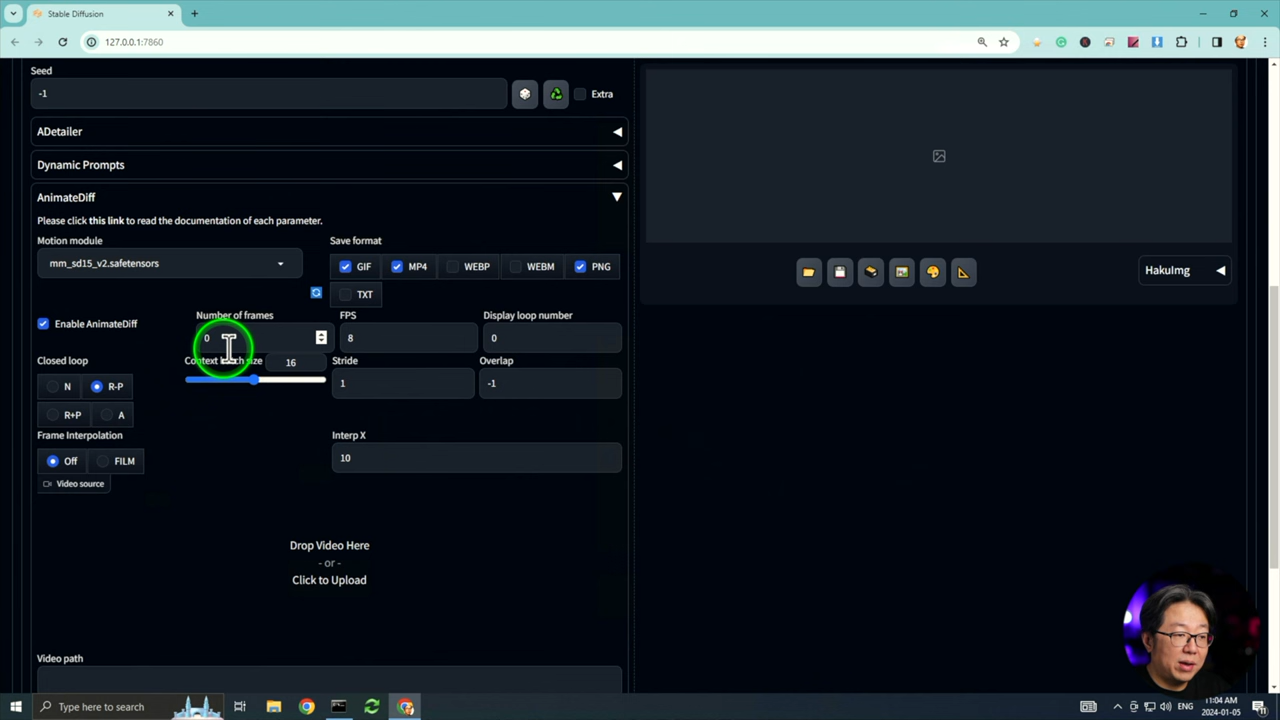 Stable Diffusion
127.0.0.1:7860
Seed
-1
Extra
ADetailer
Dynamic Prompts
AnimateDiff
Please click this link to read the documentation of each parameter.
Motion module
Save format
mm_sd15_v2.safetensors
GIF
MP4
WEBP
WEBM
PNG
TXT
HakuImg
Enable AnimateDiff
Number of frames
0
FPS
8
Display loop number
0
Closed loop
N
R-P
R+P
A
Context batch size
16
Stride
1
Overlap
-1
Frame Interpolation
Off
FILM
Interp X
10
Video source
Drop Video Here
- or -
Click to Upload
Video path
Type here to search
ENG
11:04 AM
2024-01-05